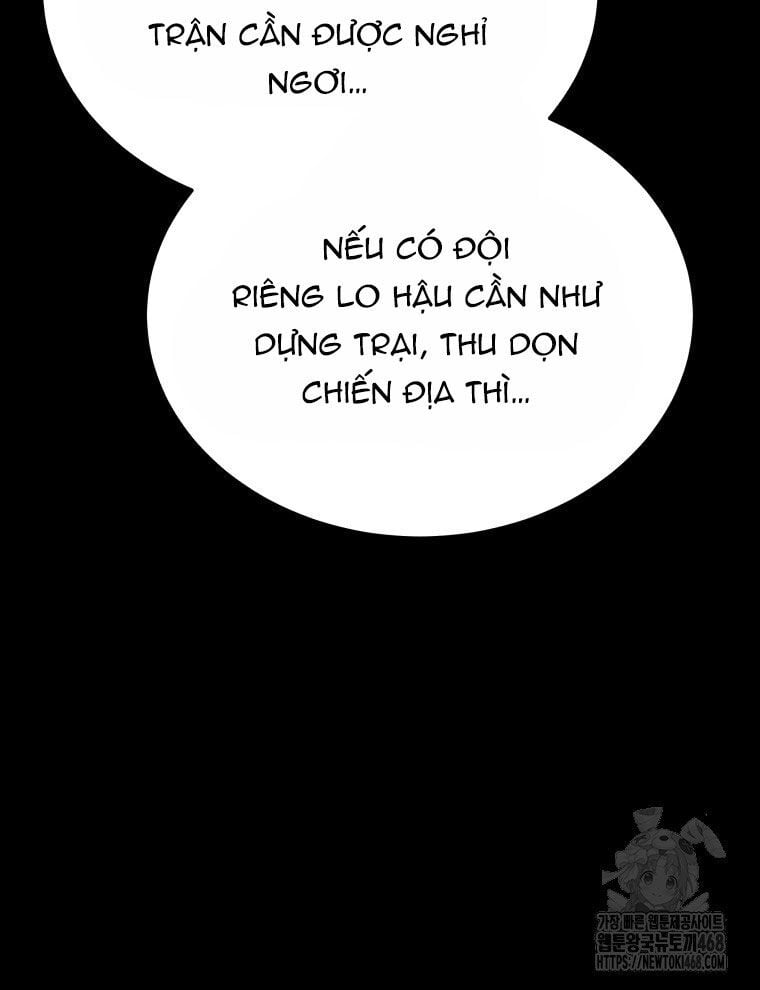 TRẬN CẦN ĐƯỢC NGHỈ
NGƠI...
NẾU CÓ ĐỘI
RIÊNG LO HẬU CẦN NHƯ
DỰNG TRẠI, THU DỌN
CHIẾN ĐỊA THÌ...
가장 빠른 웹툰제공사이트
웹툰왕국뉴토끼468
HTTPS://NEWTOKI468.COM